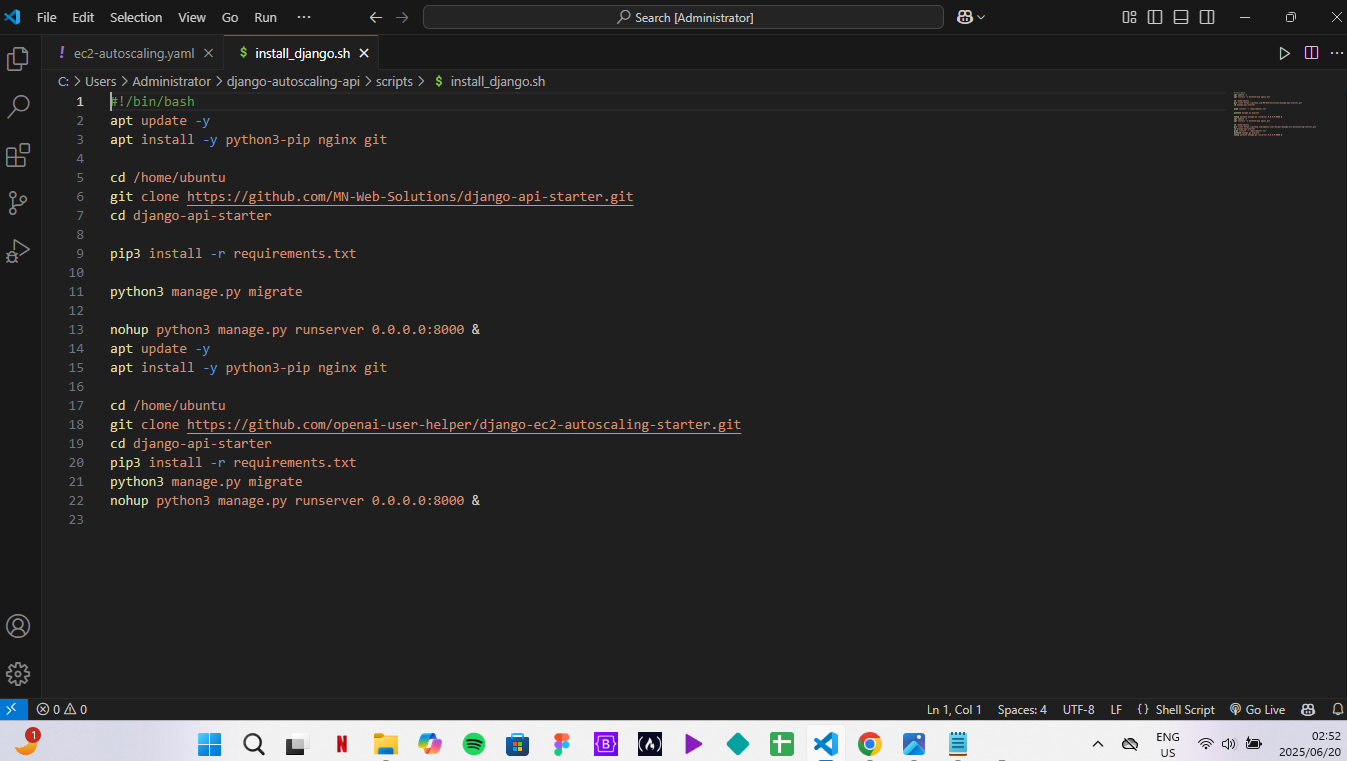 File Edit Selection View Go Run ···
Search [Administrator]
! ec2-autoscaling.yaml
$ install_django.sh
C: > Users > Administrator > django-autoscaling-api > scripts > $ install_django.sh
1 #!/bin/bash
2 apt update -y
3 apt install -y python3-pip nginx git
4
5 cd /home/ubuntu
6 git clone https://github.com/MN-Web-Solutions/django-api-starter.git
7 cd django-api-starter
8
9 pip3 install -r requirements.txt
10
11 python3 manage.py migrate
12
13 nohup python3 manage.py runserver 0.0.0.0:8000 &
14 apt update -y
15 apt install -y python3-pip nginx git
16
17 cd /home/ubuntu
18 git clone https://github.com/openai-user-helper/django-ec2-autoscaling-starter.git
19 cd django-api-starter
20 pip3 install -r requirements.txt
21 python3 manage.py migrate
22 nohup python3 manage.py runserver 0.0.0.0:8000 &
23
0 0
Ln 1, Col 1 Spaces: 4 UTF-8 LF {} Shell Script Go Live
1
N
B
ENG
US
02:52
2025/06/20